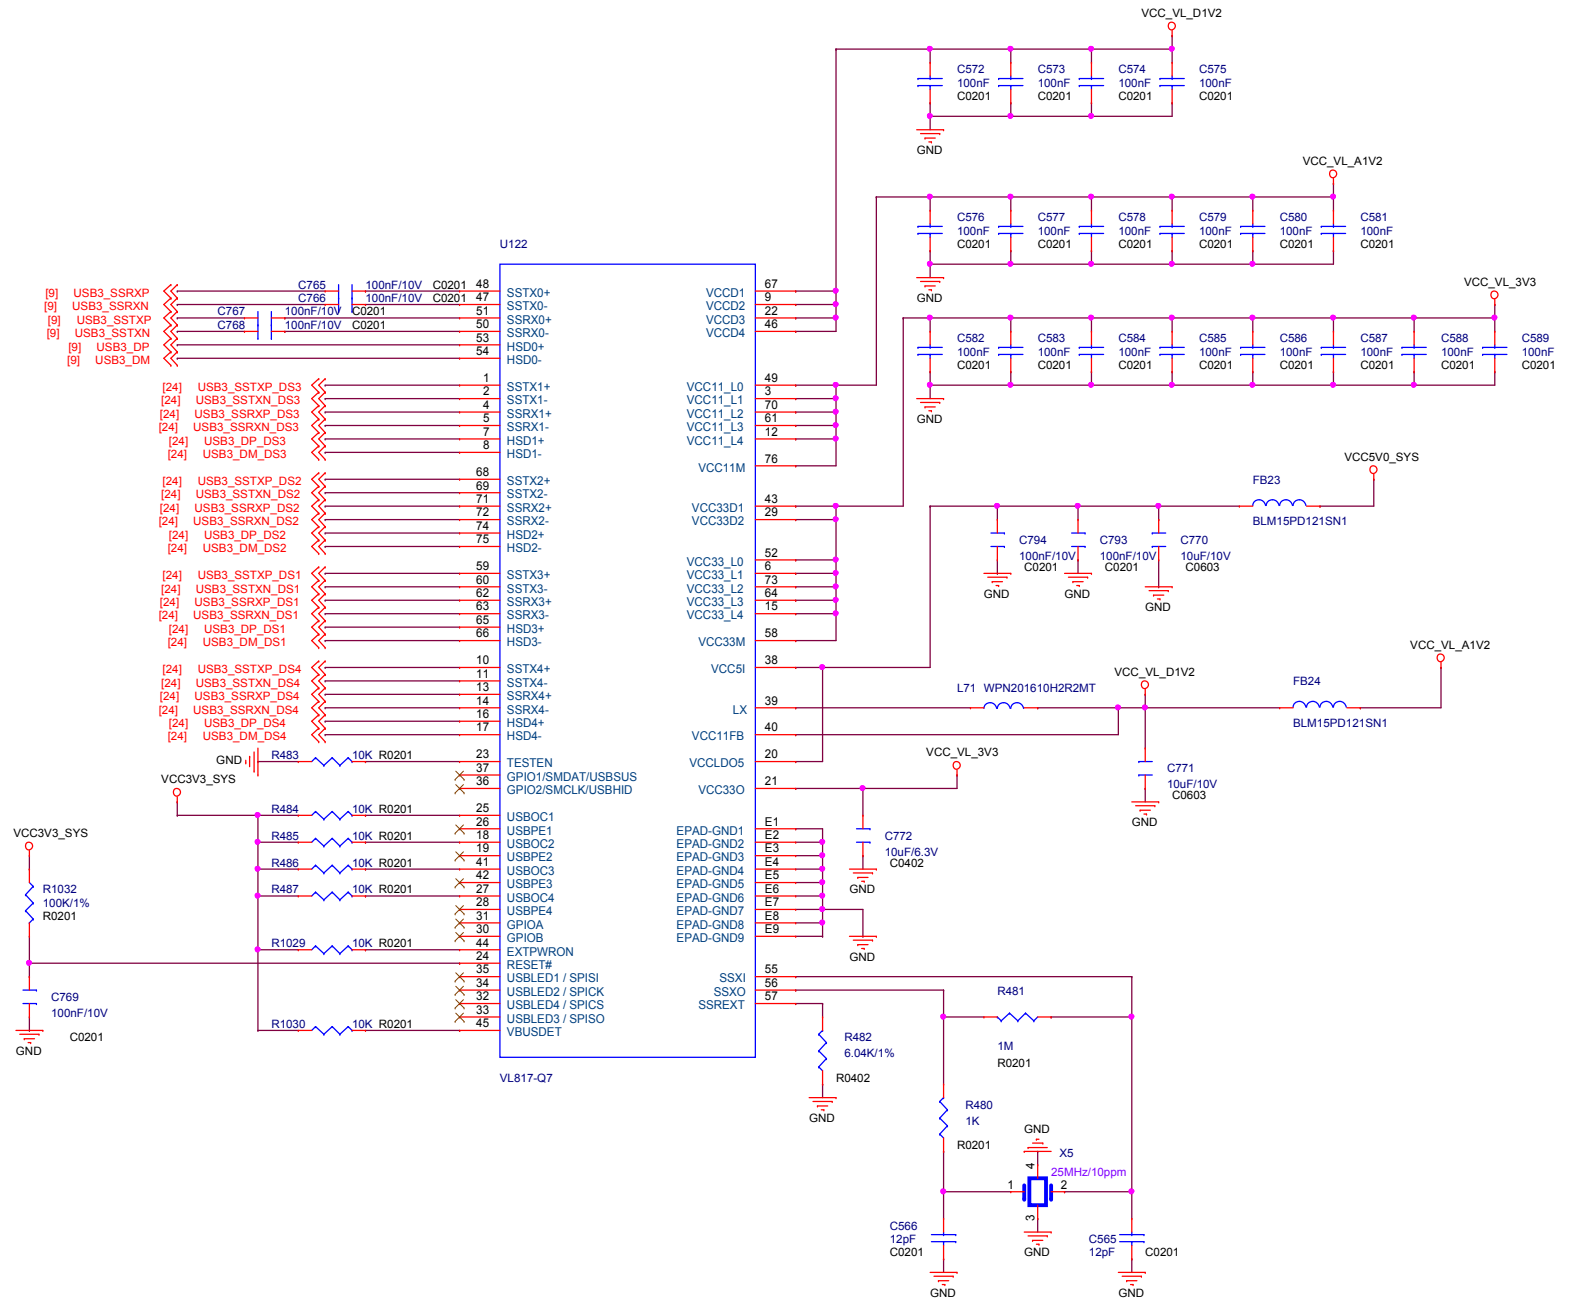 VCC_VL_D1V2
C572 C573 C574 C575
100nF 100nF 100nF 100nF
C0201 C0201 C0201 C0201
GND
VCC_VL_A1V2
C576 C577 C578 C579 C580 C581
100nF 100nF 100nF 100nF 100nF 100nF
C0201 C0201 C0201 C0201 C0201 C0201
GND
VCC_VL_3V3
C582 C583 C584 C585 C586 C587 C588 C589
100nF 100nF 100nF 100nF 100nF 100nF 100nF 100nF
C0201 C0201 C0201 C0201 C0201 C0201 C0201 C0201
GND
U122
[9] USB3_SSRXP C765 100nF/10V C0201 48 SSTX0+
[9] USB3_SSRXN C766 100nF/10V C0201 47 SSTX0-
[9] USB3_SSTXP C767 100nF/10V C0201 51 SSRX0+
[9] USB3_SSTXN C768 100nF/10V C0201 50 SSRX0-
[9] USB3_DP 53 HSD0+
[9] USB3_DM 54 HSD0-
[24] USB3_SSTXP_DS3 1 SSTX1+
[24] USB3_SSTXN_DS3 2 SSTX1-
[24] USB3_SSRXP_DS3 4 SSRX1+
[24] USB3_SSRXN_DS3 5 SSRX1-
[24] USB3_DP_DS3 7 HSD1+
[24] USB3_DM_DS3 8 HSD1-
[24] USB3_SSTXP_DS2 68 SSTX2+
[24] USB3_SSTXN_DS2 69 SSTX2-
[24] USB3_SSRXP_DS2 71 SSRX2+
[24] USB3_SSRXN_DS2 72 SSRX2-
[24] USB3_DP_DS2 74 HSD2+
[24] USB3_DM_DS2 75 HSD2-
[24] USB3_SSTXP_DS1 59 SSTX3+
[24] USB3_SSTXN_DS1 60 SSTX3-
[24] USB3_SSRXP_DS1 62 SSRX3+
[24] USB3_SSRXN_DS1 63 SSRX3-
[24] USB3_DP_DS1 65 HSD3+
[24] USB3_DM_DS1 66 HSD3-
[24] USB3_SSTXP_DS4 10 SSTX4+
[24] USB3_SSTXN_DS4 11 SSTX4-
[24] USB3_SSRXP_DS4 13 SSRX4+
[24] USB3_SSRXN_DS4 14 SSRX4-
[24] USB3_DP_DS4 16 HSD4+
[24] USB3_DM_DS4 17 HSD4-
GND R483 10K R0201 23 TESTEN
37 GPIO1/SMDAT/USBSUS
36 GPIO2/SMCLK/USBHID
VCC3V3_SYS
R484 10K R0201 25 USBOC1
26 USBPE1
R485 10K R0201 18 USBOC2
19 USBPE2
R486 10K R0201 41 USBOC3
42 USBPE3
R487 10K R0201 27 USBOC4
28 USBPE4
31 GPIOA
30 GPIOB
R1029 10K R0201 44 EXTPWRON
24 RESET#
35 USBLED1 / SPISI
34 USBLED2 / SPICK
32 USBLED4 / SPICS
33 USBLED3 / SPISO
R1030 10K R0201 45 VBUSDET
VCC3V3_SYS
R1032
100K/1%
R0201
C769
100nF/10V
C0201
GND
VL817-Q7
VCCD1 67
VCCD2 9
VCCD3 22
VCCD4 46
VCC11_L0 49
VCC11_L1 3
VCC11_L2 70
VCC11_L3 61
VCC11_L4 12
VCC11M 76
VCC33D1 43
VCC33D2 29
VCC33_L0 52
VCC33_L1 6
VCC33_L2 73
VCC33_L3 64
VCC33_L4 15
VCC33M 58
VCC5I 38
LX 39
VCC11FB 40
VCCLDO5 20
VCC33O 21
EPAD-GND1 E1
EPAD-GND2 E2
EPAD-GND3 E3
EPAD-GND4 E4
EPAD-GND5 E5
EPAD-GND6 E6
EPAD-GND7 E7
EPAD-GND8 E8
EPAD-GND9 E9
SSXI 55
SSXO 56
SSREXT 57
VCC5V0_SYS
FB23
BLM15PD121SN1
C794 C793 C770
100nF/10V 100nF/10V 10uF/10V
C0201 C0201 C0603
GND GND GND
VCC_VL_A1V2
VCC_VL_D1V2
L71 WPN201610H2R2MT
FB24
BLM15PD121SN1
VCC_VL_3V3
C771
10uF/10V
C0603
GND
C772
10uF/6.3V
C0402
GND
GND
R481
1M
R0201
R482
6.04K/1%
R0402
GND
R480
1K
R0201
GND
X5
25MHz/10ppm
4
1 2
3
GND
C566
12pF
C0201
GND
C565
12pF C0201
GND